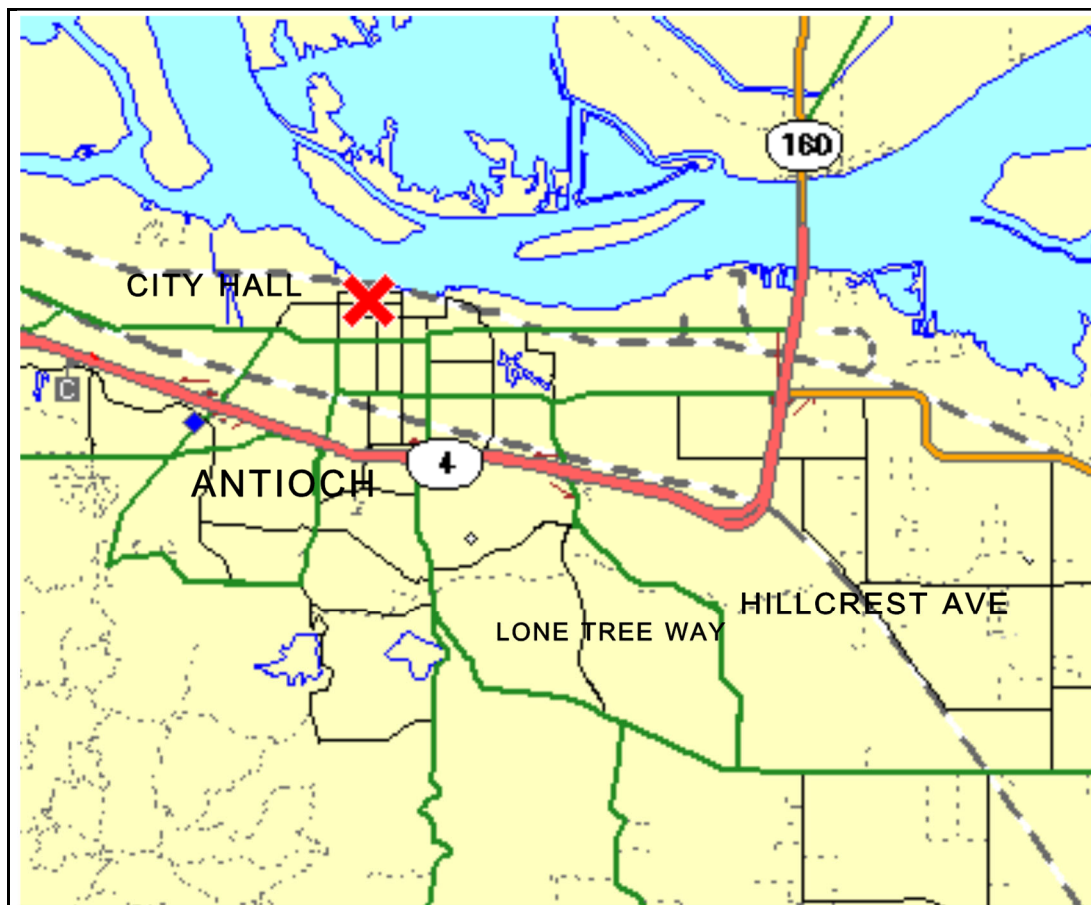 160
CITY HALL
C
4
ANTIOCH
HILLCREST AVE
LONE TREE WAY